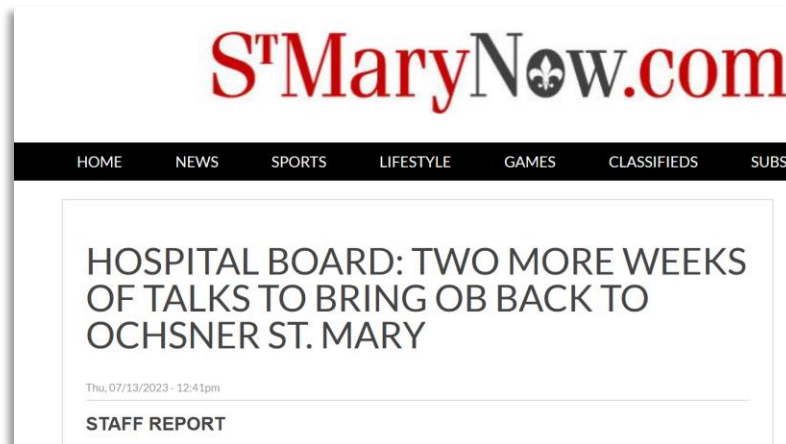 STMaryNow.com
HOME NEWS SPORTS LIFESTYLE GAMES CLASSIFIEDS SUBS
HOSPITAL BOARD: TWO MORE WEEKS
OF TALKS TO BRING OB BACK TO
OCHSNER ST. MARY
Thu, 07/13/2023 - 12:41pm
STAFF REPORT